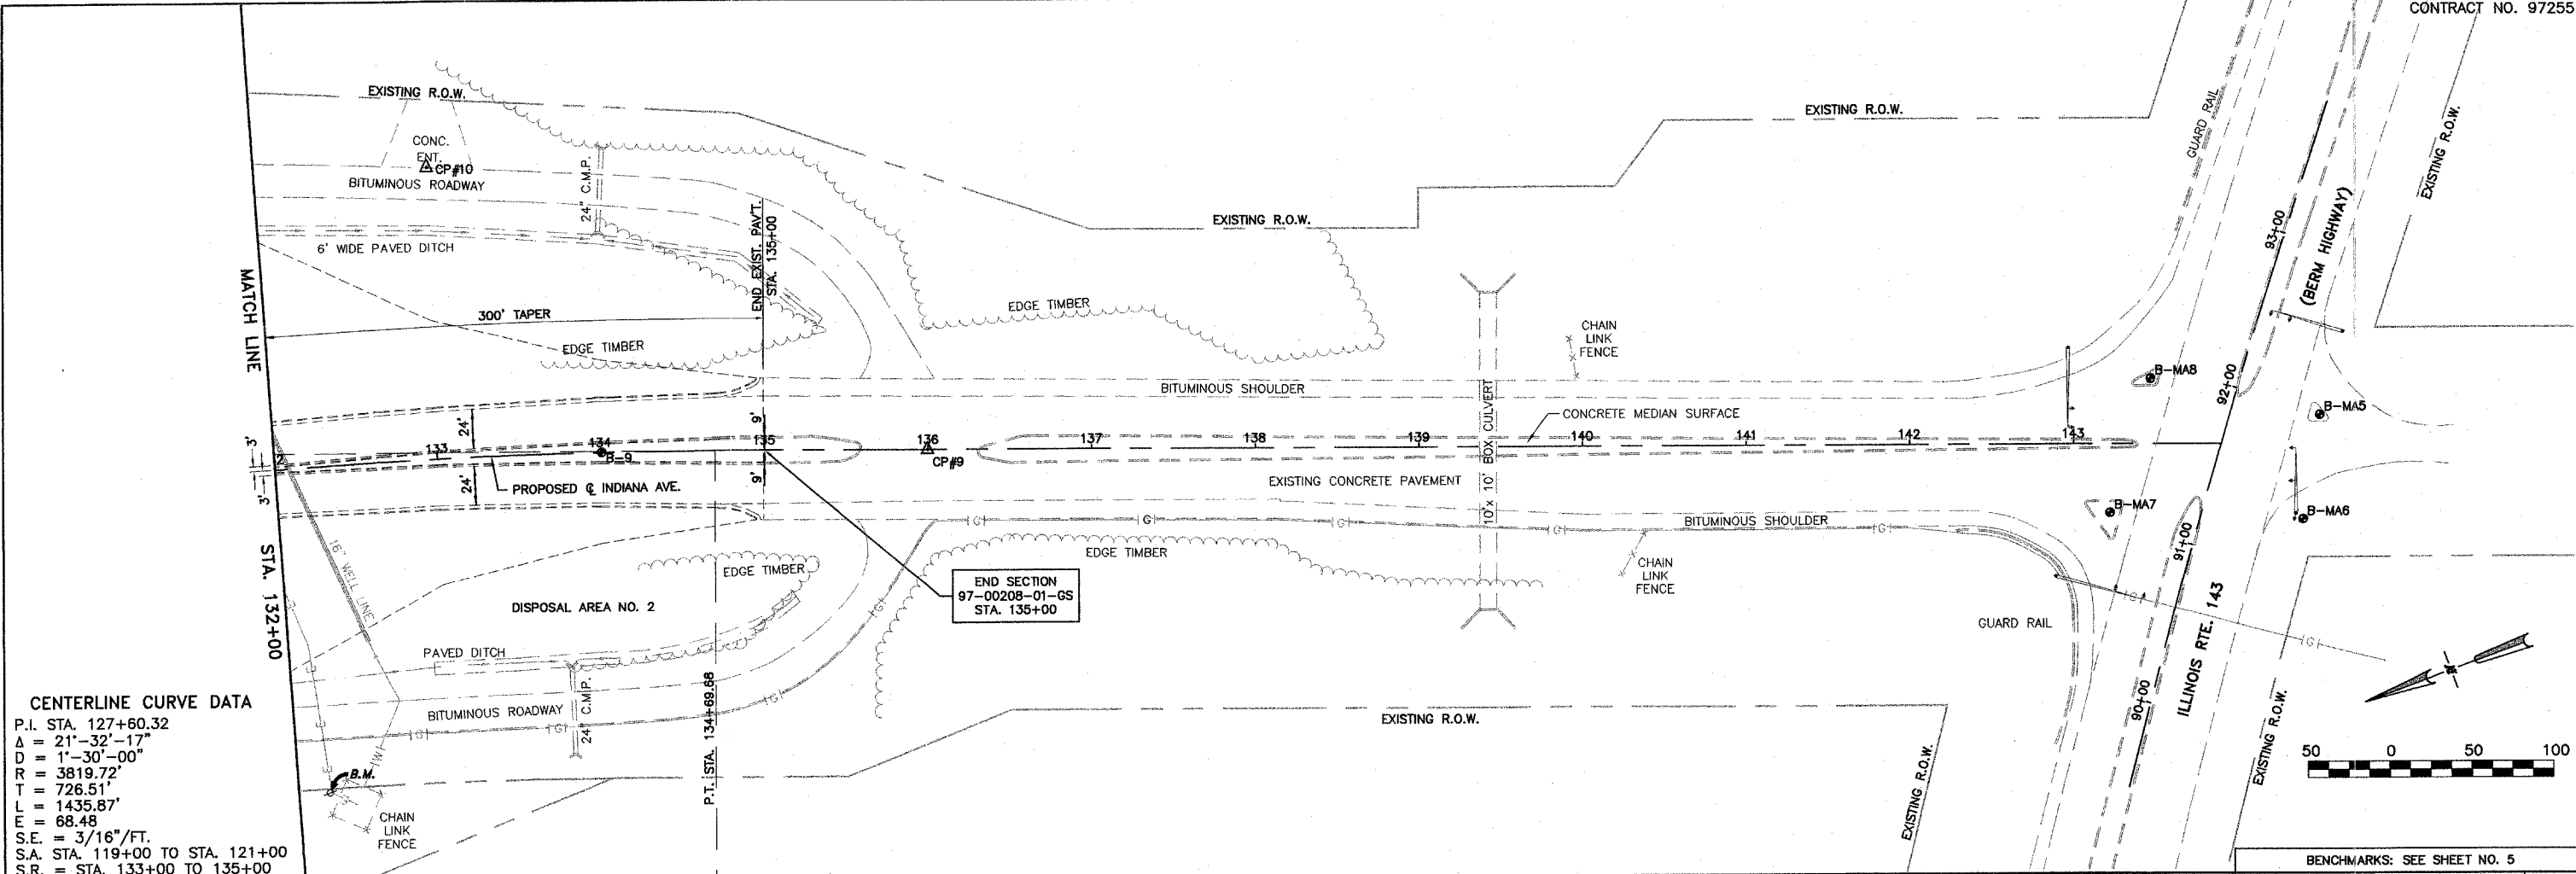 CONTRACT NO. 97255
EXISTING R.O.W.
CONC.
ENT.
CP#10
BITUMINOUS ROADWAY
24" C.M.P.
6' WIDE PAVED DITCH
END EXIST. PAV'T.
STA. 135+00
EXISTING R.O.W.
EXISTING R.O.W.
GUARD RAIL
EXISTING R.O.W.
93+00
(BERM HIGHWAY)
MATCH LINE
STA. 132+00
300' TAPER
EDGE TIMBER
EDGE TIMBER
CHAIN
LINK
FENCE
BITUMINOUS SHOULDER
10' x 10' BOX CULVERT
CONCRETE MEDIAN SURFACE
B-MA8
92+00
B-MA5
3'
3'
24'
24'
133
134
B-9
9'
9'
135
136
CP#9
137
138
139
140
141
142
143
PROPOSED ℄ INDIANA AVE.
EXISTING CONCRETE PAVEMENT
BITUMINOUS SHOULDER
B-MA7
B-MA6
91+00
16" WELL LINE
EDGE TIMBER
EDGE TIMBER
CHAIN
LINK
FENCE
END SECTION
97-00208-01-GS
STA. 135+00
DISPOSAL AREA NO. 2
GUARD RAIL
ILLINOIS RTE. 143
90+00
PAVED DITCH
BITUMINOUS ROADWAY
24" C.M.P.
P.T. STA. 134+69.68
EXISTING R.O.W.
EXISTING R.O.W.
EXISTING R.O.W.
B.M.
CHAIN
LINK
FENCE
50 0 50 100
CENTERLINE CURVE DATA
P.I. STA. 127+60.32
Δ = 21°-32'-17"
D = 1°-30'-00"
R = 3819.72'
T = 726.51'
L = 1435.87'
E = 68.48
S.E. = 3/16"/FT.
S.A. STA. 119+00 TO STA. 121+00
S.R. = STA. 133+00 TO 135+00
BENCHMARKS: SEE SHEET NO. 5